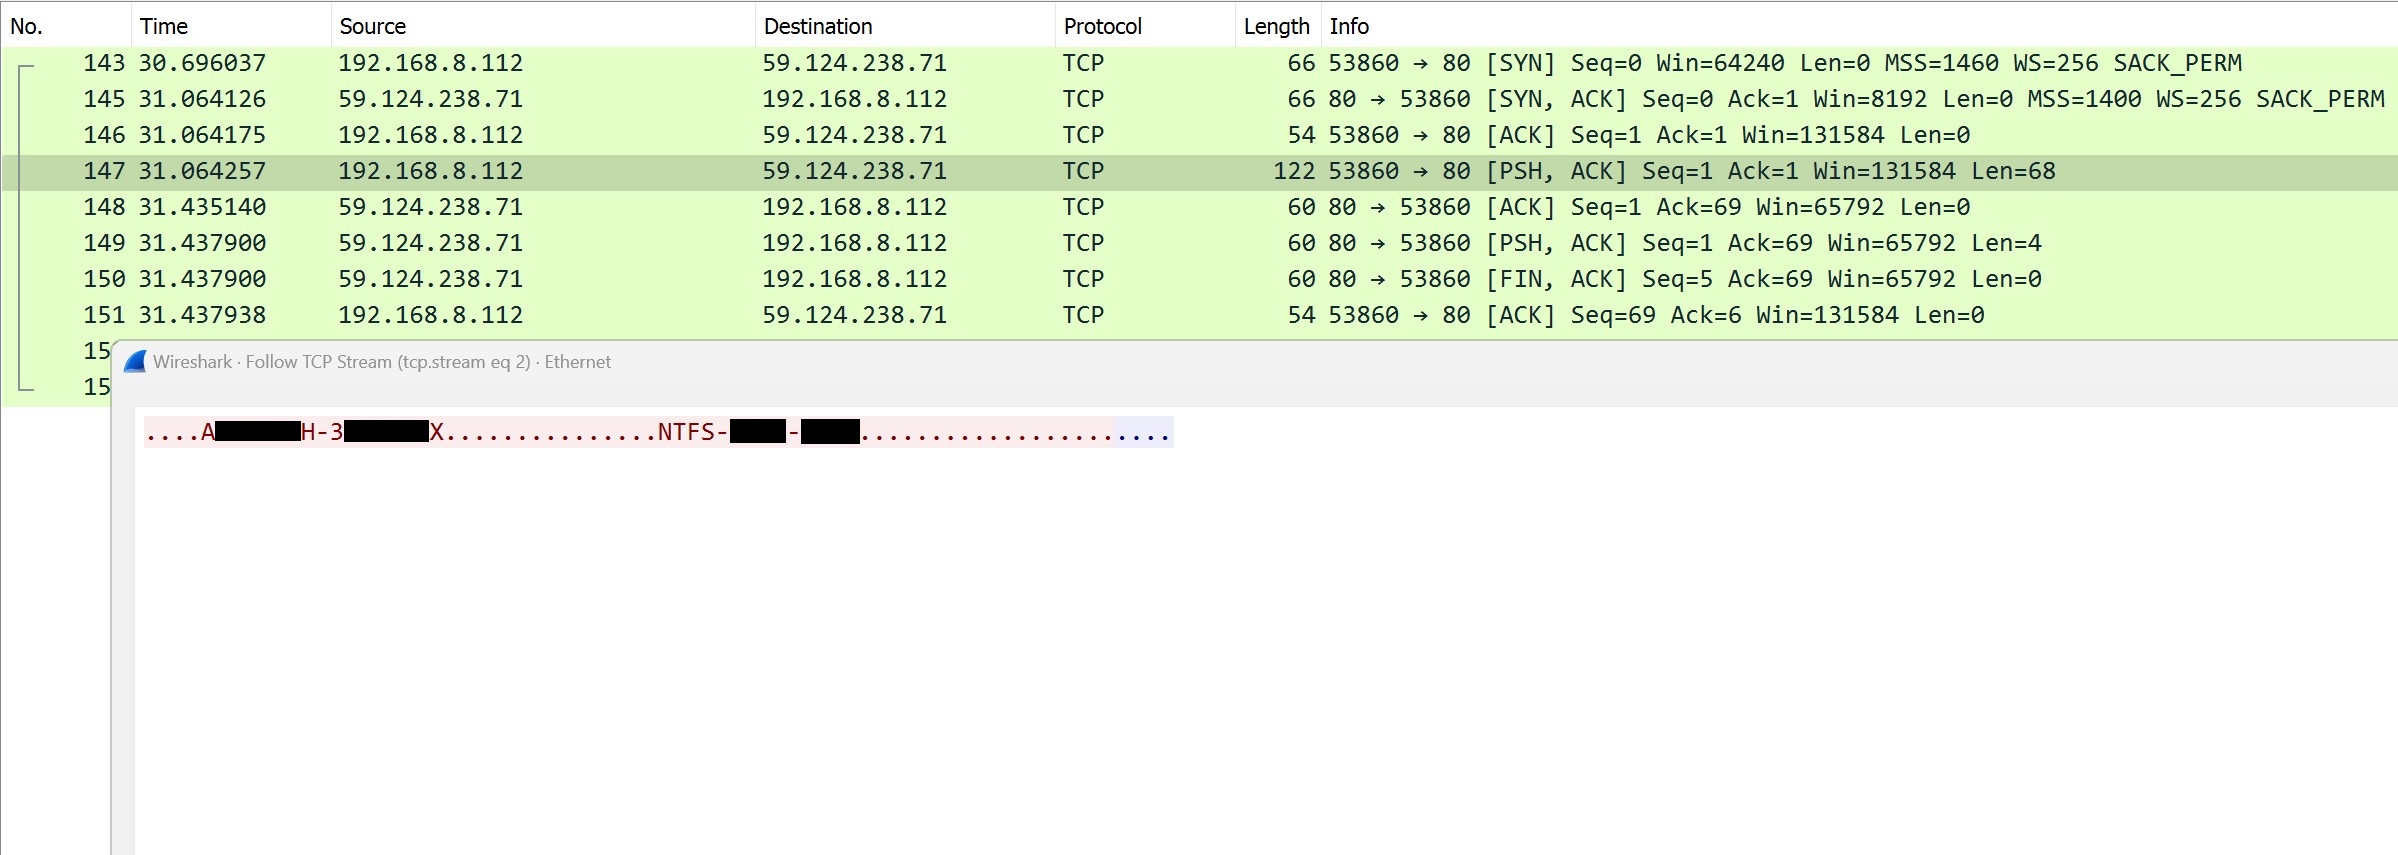 No. Time Source Destination Protocol Length Info
143 30.696037 192.168.8.112 59.124.238.71 TCP 66 53860 → 80 [SYN] Seq=0 Win=64240 Len=0 MSS=1460 WS=256 SACK_PERM
145 31.064126 59.124.238.71 192.168.8.112 TCP 66 80 → 53860 [SYN, ACK] Seq=0 Ack=1 Win=8192 Len=0 MSS=1400 WS=256 SACK_PERM
146 31.064175 192.168.8.112 59.124.238.71 TCP 54 53860 → 80 [ACK] Seq=1 Ack=1 Win=131584 Len=0
147 31.064257 192.168.8.112 59.124.238.71 TCP 122 53860 → 80 [PSH, ACK] Seq=1 Ack=1 Win=131584 Len=68
148 31.435140 59.124.238.71 192.168.8.112 TCP 60 80 → 53860 [ACK] Seq=1 Ack=69 Win=65792 Len=0
149 31.437900 59.124.238.71 192.168.8.112 TCP 60 80 → 53860 [PSH, ACK] Seq=1 Ack=69 Win=65792 Len=4
150 31.437900 59.124.238.71 192.168.8.112 TCP 60 80 → 53860 [FIN, ACK] Seq=5 Ack=69 Win=65792 Len=0
151 31.437938 192.168.8.112 59.124.238.71 TCP 54 53860 → 80 [ACK] Seq=69 Ack=6 Win=131584 Len=0
15
Wireshark · Follow TCP Stream (tcp.stream eq 2) · Ethernet
15
....A H-3 X...............NTFS- - ......................